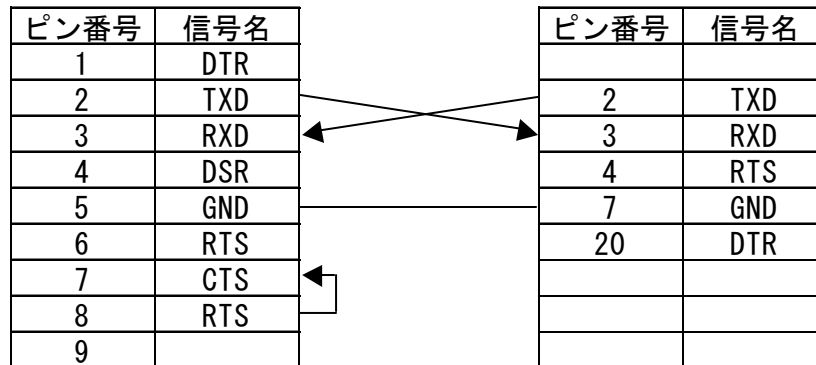 ピン番号 信号名 ピン番号 信号名
1 DTR
2 TXD 2 TXD
3 RXD 3 RXD
4 DSR 4 RTS
5 GND 7 GND
6 RTS 20 DTR
7 CTS
8 RTS
9